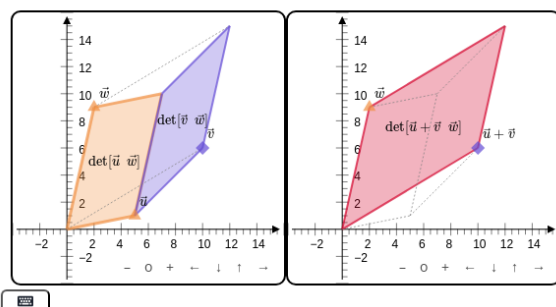 14
12
10
w⃗
8
det[v⃗ w⃗]
6
v⃗
det[u⃗ w⃗]
4
2
u⃗
−2 2 4 6 8 10 12 14
−2
− o + ← ↓ ↑ →
14
12
10
w⃗
8
det[u⃗ + v⃗ w⃗]
6
u⃗ + v⃗
4
2
−2 2 4 6 8 10 12 14
−2
− o + ← ↓ ↑ →